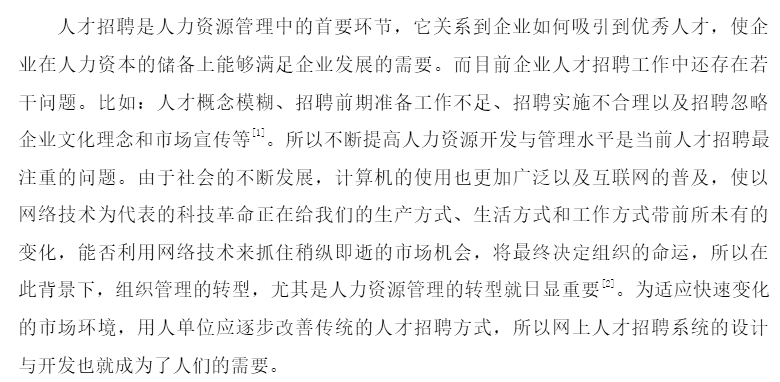 人才招聘是人力资源管理中的首要环节，它关系到企业如何吸引到优秀人才，使企
业在人力资本的储备上能够满足企业发展的需要。而目前企业人才招聘工作中还存在若
干问题。比如：人才概念模糊、招聘前期准备工作不足、招聘实施不合理以及招聘忽略
企业文化理念和市场宣传等[1]。所以不断提高人力资源开发与管理水平是当前人才招聘最
注重的问题。由于社会的不断发展，计算机的使用也更加广泛以及互联网的普及，使以
网络技术为代表的科技革命正在给我们的生产方式、生活方式和工作方式带前所未有的
变化，能否利用网络技术来抓住稍纵即逝的市场机会，将最终决定组织的命运，所以在
此背景下，组织管理的转型，尤其是人力资源管理的转型就日显重要[2]。为适应快速变化
的市场环境，用人单位应逐步改善传统的人才招聘方式，所以网上人才招聘系统的设计
与开发也就成为了人们的需要。